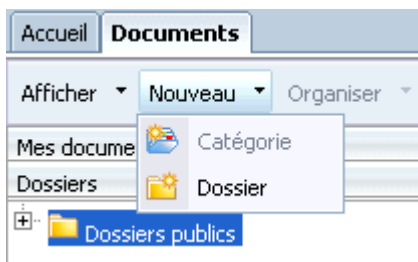 Accueil Documents
Afficher Nouveau Organiser
Mes docume
Catégorie
Dossiers
Dossier
Dossiers publics